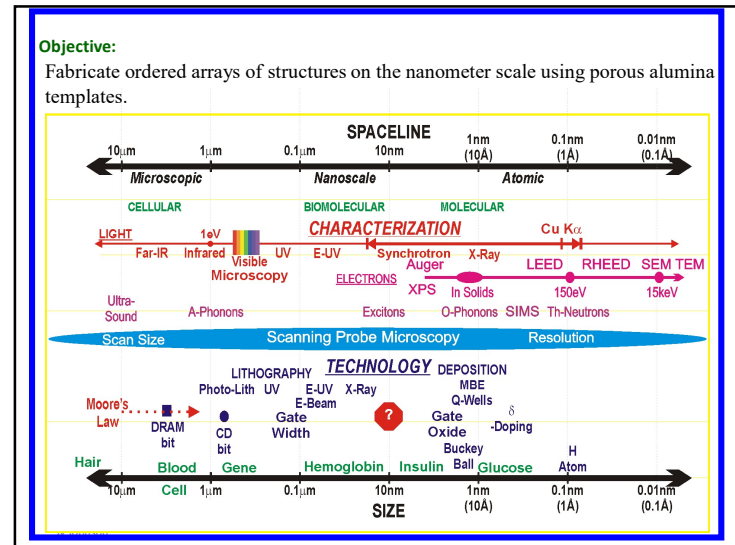 Objective:
Fabricate ordered arrays of structures on the nanometer scale using porous alumina
templates.
SPACELINE
10µm 1µm 0.1µm 10nm 1nm 0.1nm 0.01nm
(10Å) (1Å) (0.1Å)
Microscopic Nanoscale Atomic
CELLULAR BIOMOLECULAR MOLECULAR
LIGHT 1eV CHARACTERIZATION Cu Kα
Far-IR Infrared Visible UV E-UV Synchrotron X-Ray
Microscopy
Auger LEED RHEED SEM TEM
ELECTRONS
XPS In Solids 150eV 15keV
Ultra-
Sound A-Phonons Excitons O-Phonons SIMS Th-Neutrons
Scan Size Scanning Probe Microscopy Resolution
TECHNOLOGY
LITHOGRAPHY DEPOSITION
Photo-Lith UV E-UV X-Ray MBE
E-Beam Q-Wells
Moore's
Law
DRAM
bit
CD
bit
Gate
Width
?
Gate
Oxide
δ
-Doping
Buckey
Ball
H
Atom
Hair Blood Gene Hemoglobin Insulin Glucose
Cell
10µm 1µm 0.1µm 10nm 1nm 0.1nm 0.01nm
(10Å) (1Å) (0.1Å)
SIZE